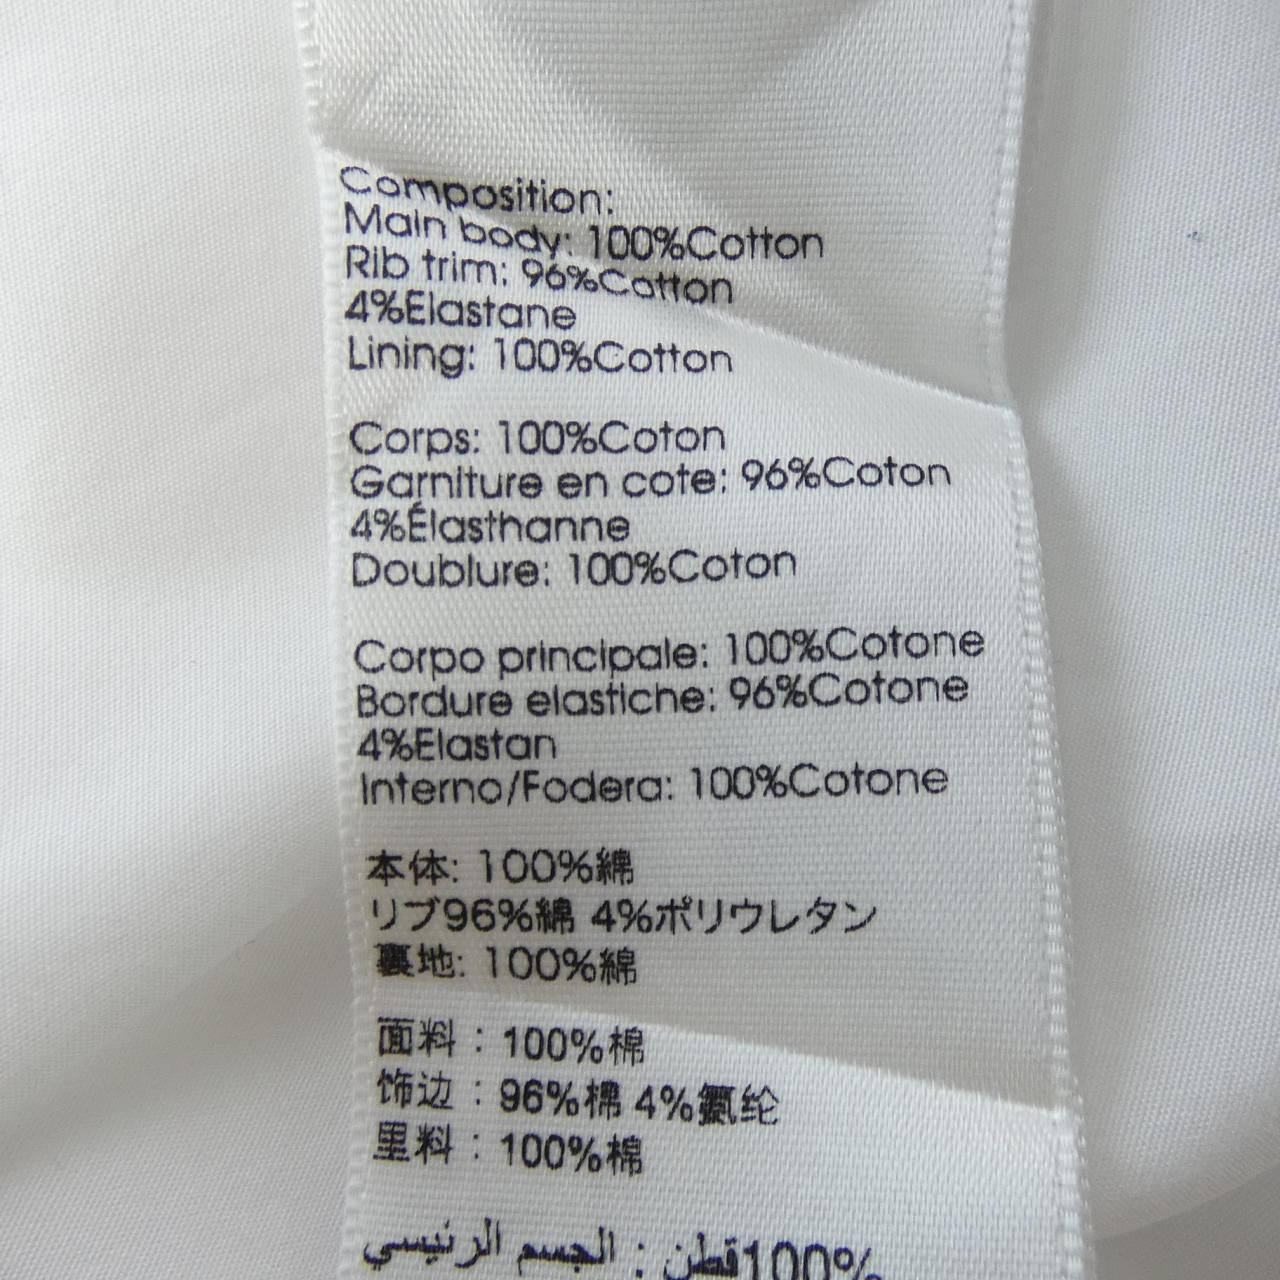 Composition:
Main body: 100%Cotton
Rib trim: 96%Cotton
4%Elastane
Lining: 100%Cotton
Corps: 100%Coton
Garniture en cote: 96%Coton
4%Élasthanne
Doublure: 100%Coton
Corpo principale: 100%Cotone
Bordure elastiche: 96%Cotone
4%Elastan
Interno/Fodera: 100%Cotone
本体: 100%綿
リブ96%綿 4%ポリウレタン
裏地: 100%綿
面料：100%棉
饰边：96%棉 4%氨纶
里料：100%棉
الجسم الرئيسي : قطن100%